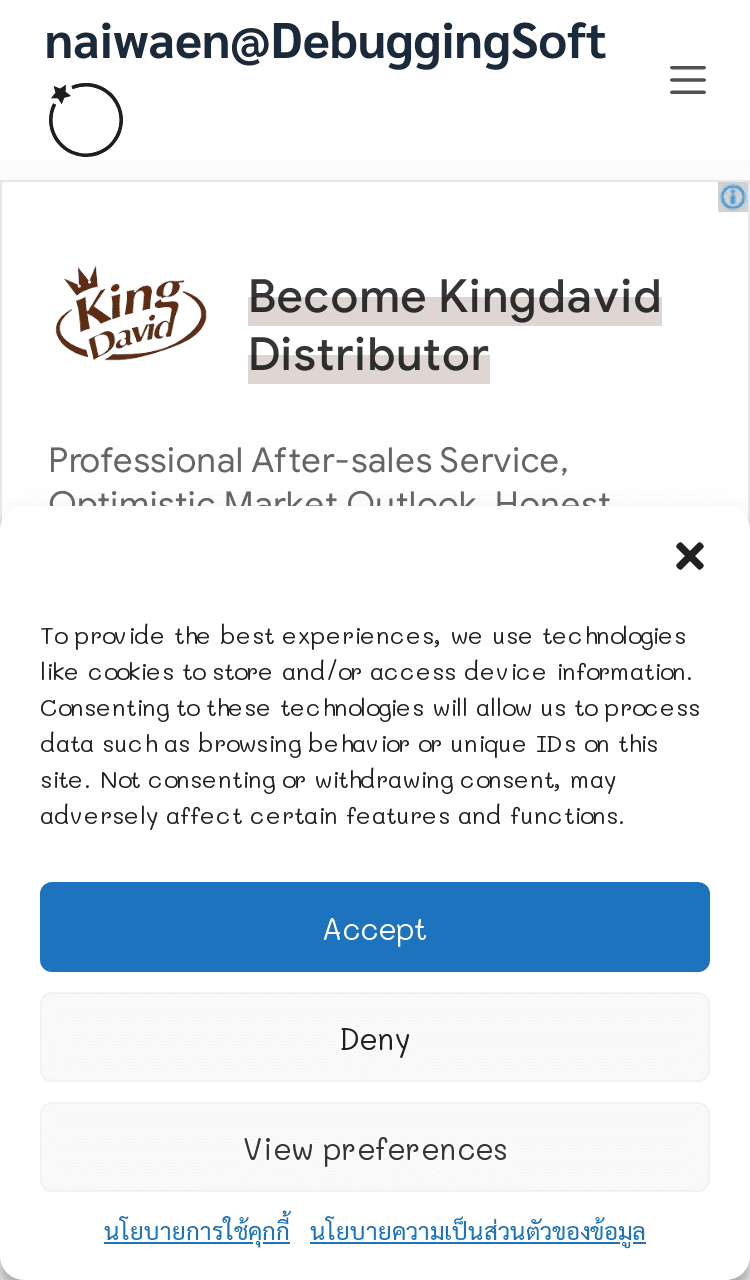 naiwaen@DebuggingSoft
King
David
Become Kingdavid
Distributor
Professional After-sales Service,
Optimistic Market Outlook, Honest
To provide the best experiences, we use technologies
like cookies to store and/or access device information.
Consenting to these technologies will allow us to process
data such as browsing behavior or unique IDs on this
site. Not consenting or withdrawing consent, may
adversely affect certain features and functions.
Accept
Deny
View preferences
นโยบายการใช้คุกกี้ นโยบายความเป็นส่วนตัวของข้อมูล